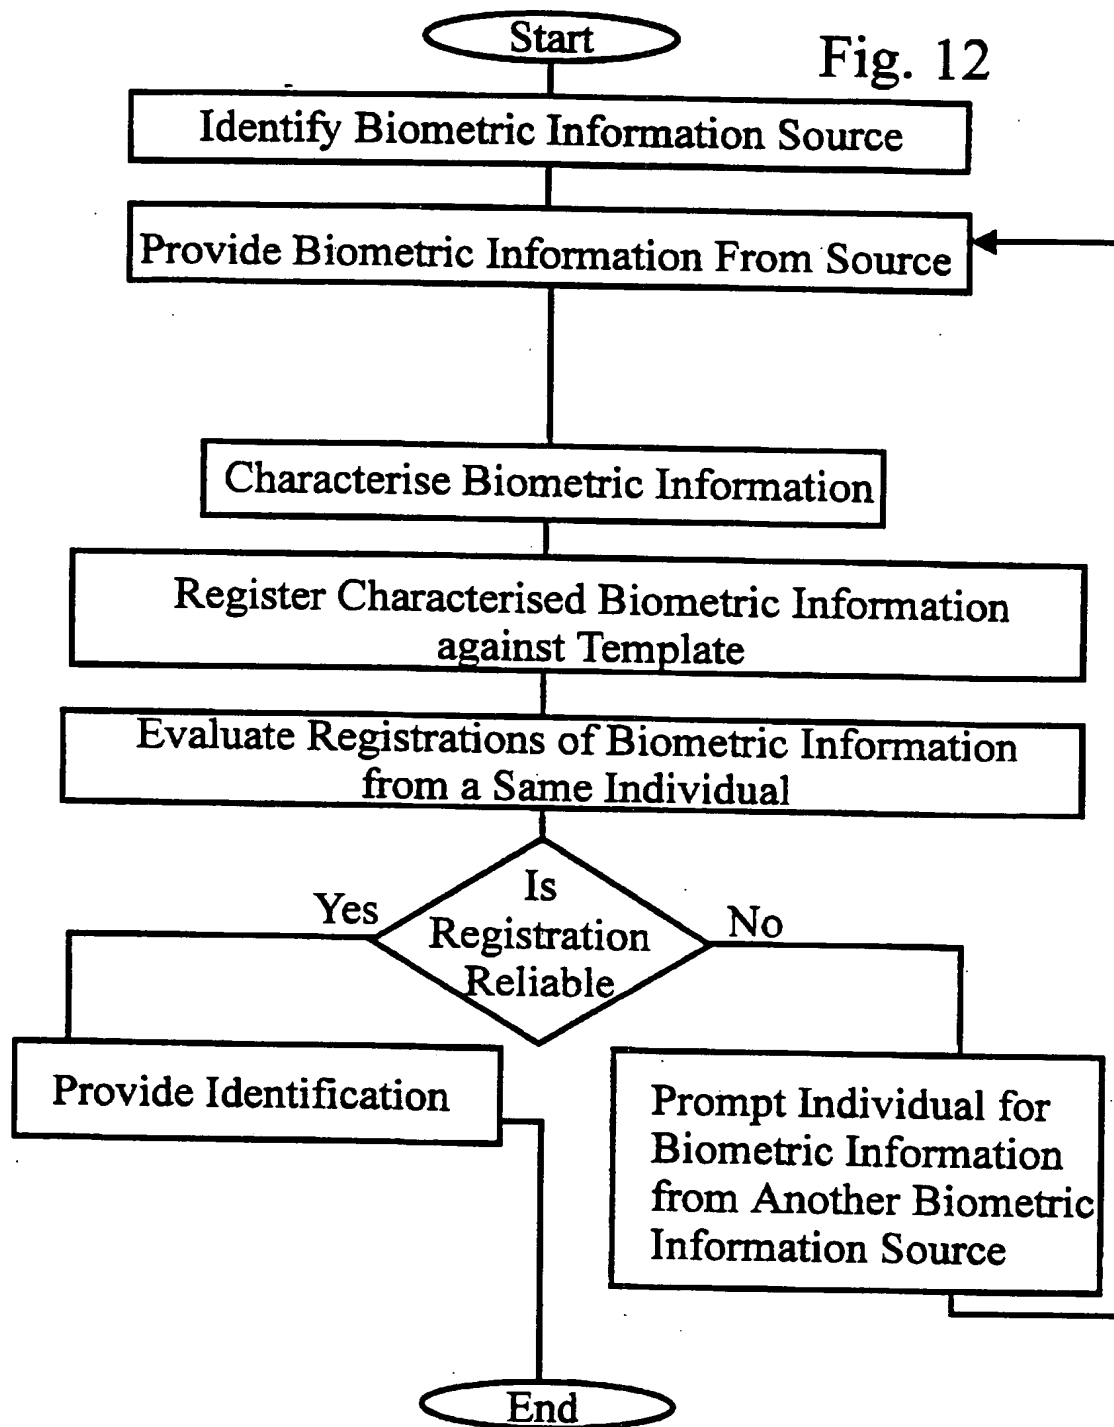 Start
Fig. 12
Identify Biometric Information Source
Provide Biometric Information From Source
Characterise Biometric Information
Register Characterised Biometric Information
against Template
Evaluate Registrations of Biometric Information
from a Same Individual
Is
Registration
Reliable
Yes
No
Provide Identification
Prompt Individual for
Biometric Information
from Another Biometric
Information Source
End